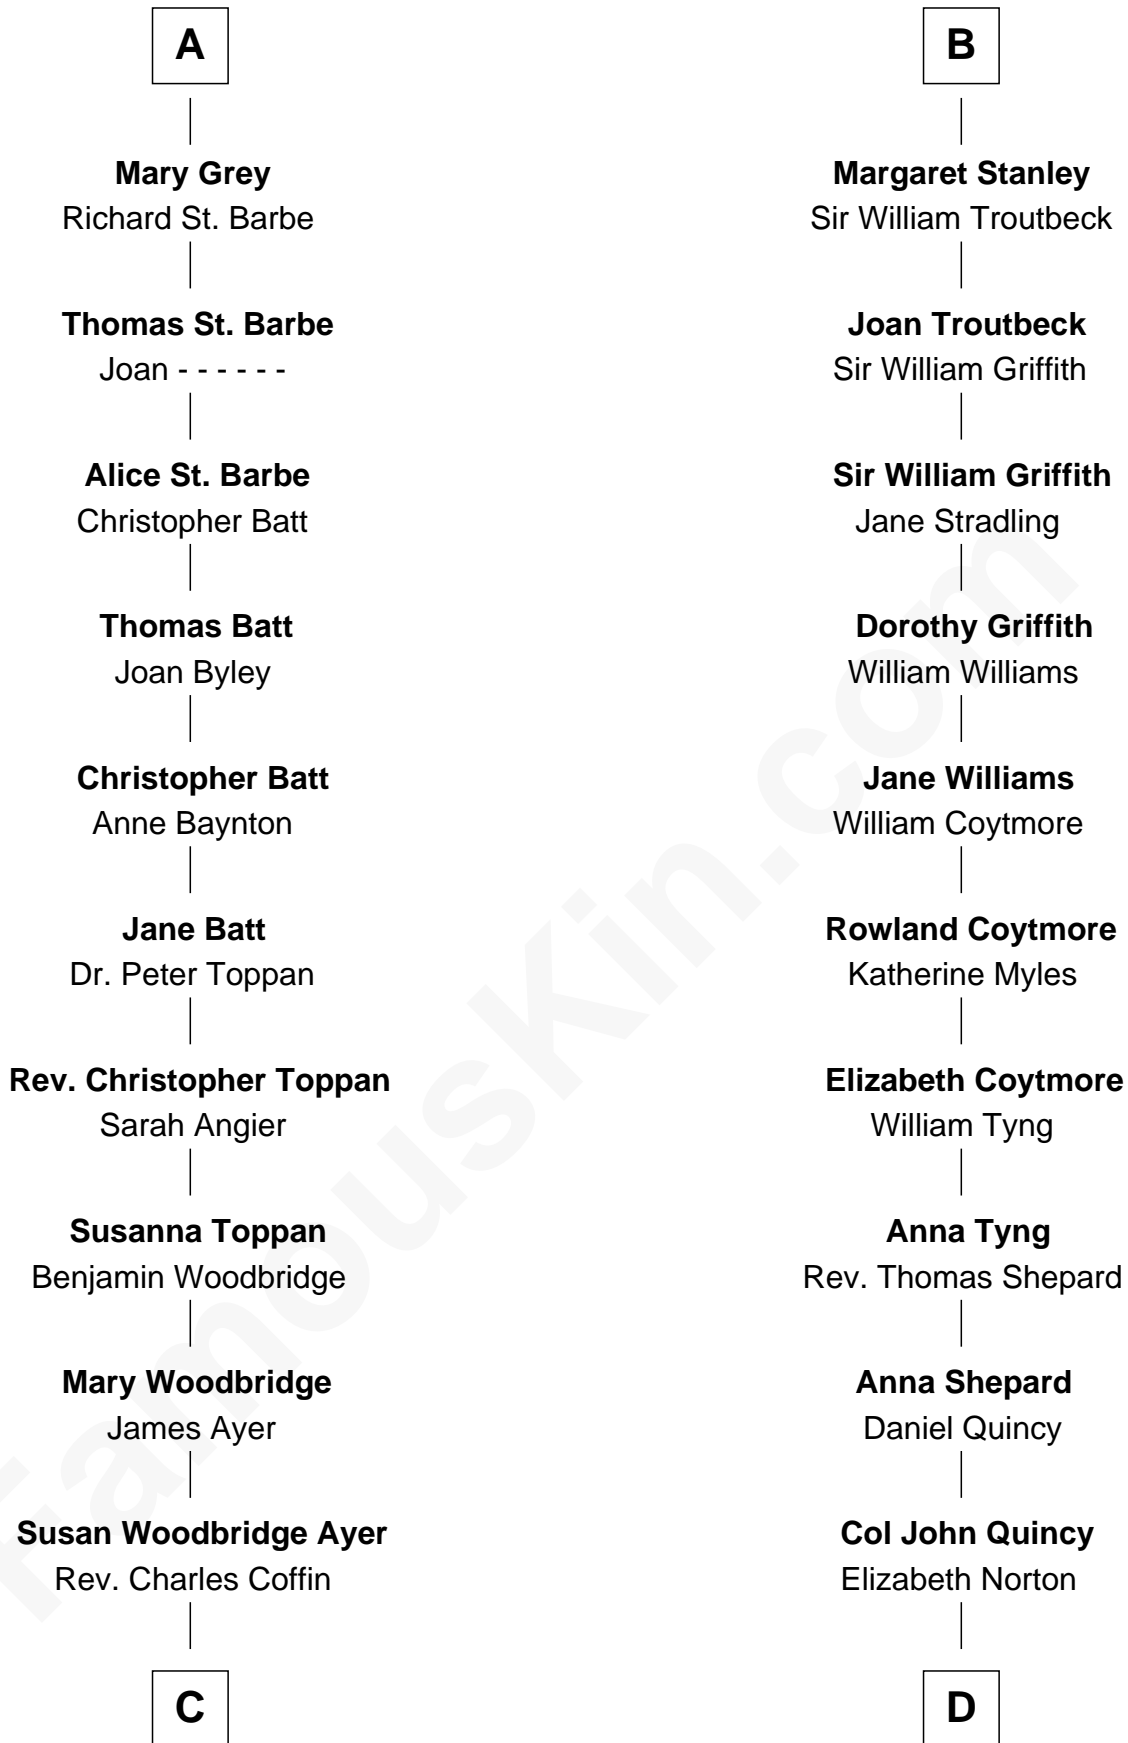 A
Mary Grey
Richard St. Barbe
Thomas St. Barbe
Joan - - - - - -
Alice St. Barbe
Christopher Batt
Thomas Batt
Joan Byley
Christopher Batt
Anne Baynton
Jane Batt
Dr. Peter Toppan
Rev. Christopher Toppan
Sarah Angier
Susanna Toppan
Benjamin Woodbridge
Mary Woodbridge
James Ayer
Susan Woodbridge Ayer
Rev. Charles Coffin
C
B
Margaret Stanley
Sir William Troutbeck
Joan Troutbeck
Sir William Griffith
Sir William Griffith
Jane Stradling
Dorothy Griffith
William Williams
Jane Williams
William Coytmore
Rowland Coytmore
Katherine Myles
Elizabeth Coytmore
William Tyng
Anna Tyng
Rev. Thomas Shepard
Anna Shepard
Daniel Quincy
Col John Quincy
Elizabeth Norton
D
FamousKin.com